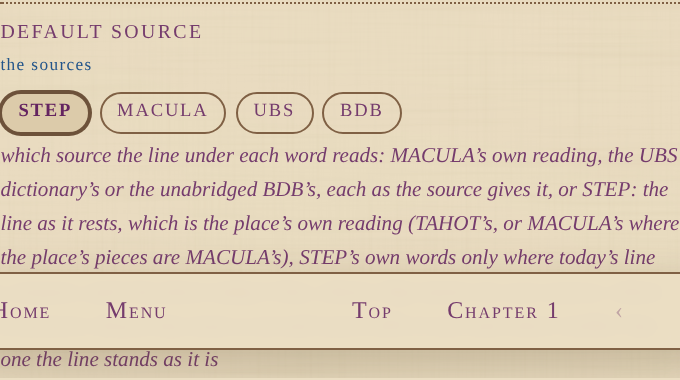 DEFAULT SOURCE
the sources
STEP MACULA UBS BDB
which source the line under each word reads: MACULA’s own reading, the UBS
dictionary’s or the unabridged BDB’s, each as the source gives it, or STEP: the
line as it rests, which is the place’s own reading (TAHOT’s, or MACULA’s where
the place’s pieces are MACULA’s), STEP’s own words only where today’s line
Home Menu Top Chapter 1 ‹
one the line stands as it is